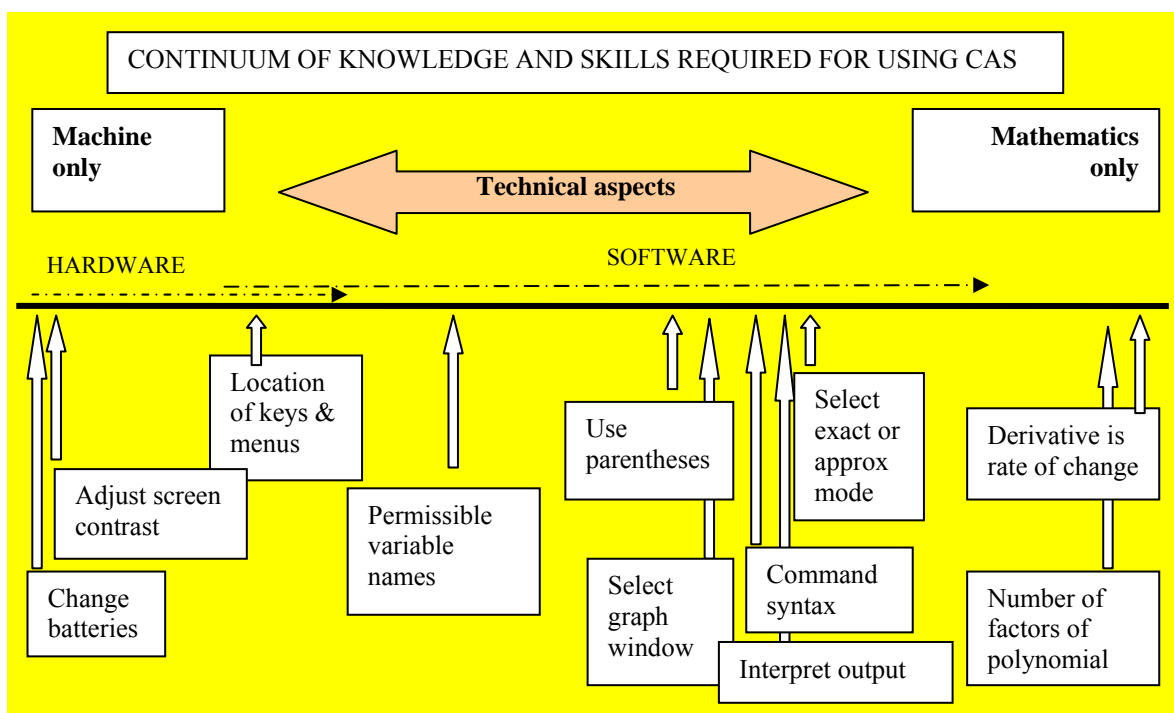 CONTINUUM OF KNOWLEDGE AND SKILLS REQUIRED FOR USING CAS
Machine
only
Technical aspects
Mathematics
only
HARDWARE
SOFTWARE
Location
of keys &
menus
Adjust screen
contrast
Change
batteries
Permissible
variable
names
Use
parentheses
Select
graph
window
Select
exact or
approx
mode
Command
syntax
Interpret output
Derivative is
rate of change
Number of
factors of
polynomial